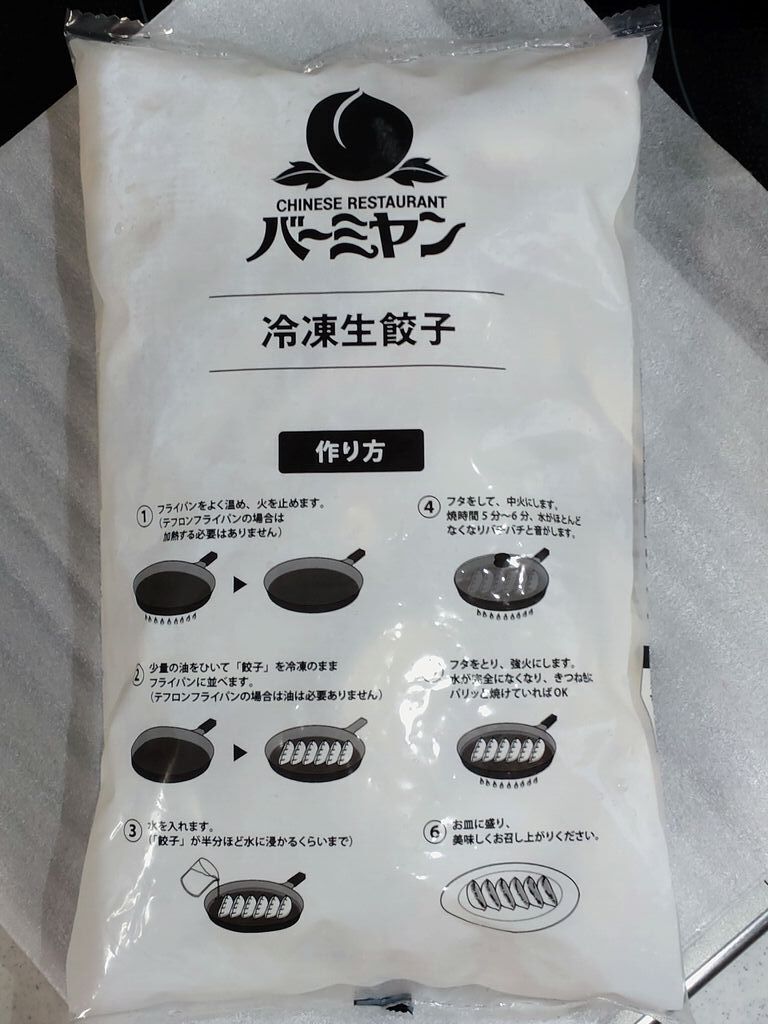 CHINESE RESTAURANT
バーミヤン
冷凍生餃子
作り方
① フライパンをよく温め、火を止めます。
(テフロンフライパンの場合は
加熱する必要はありません)
② 少量の油をひいて「餃子」を冷凍のまま
フライパンに並べます。
(テフロンフライパンの場合は油は必要ありません)
③ 水を入れます。
(「餃子」が半分ほど水に浸かるくらいまで)
④ フタをして、中火にします。
焼時間5分〜6分、水がほとんど
なくなりパチパチと音がします。
フタをとり、強火にします。
水が完全になくなり、きつね色に
パリッと焼けていればOK
⑥ お皿に盛り、
美味しくお召し上がりください。